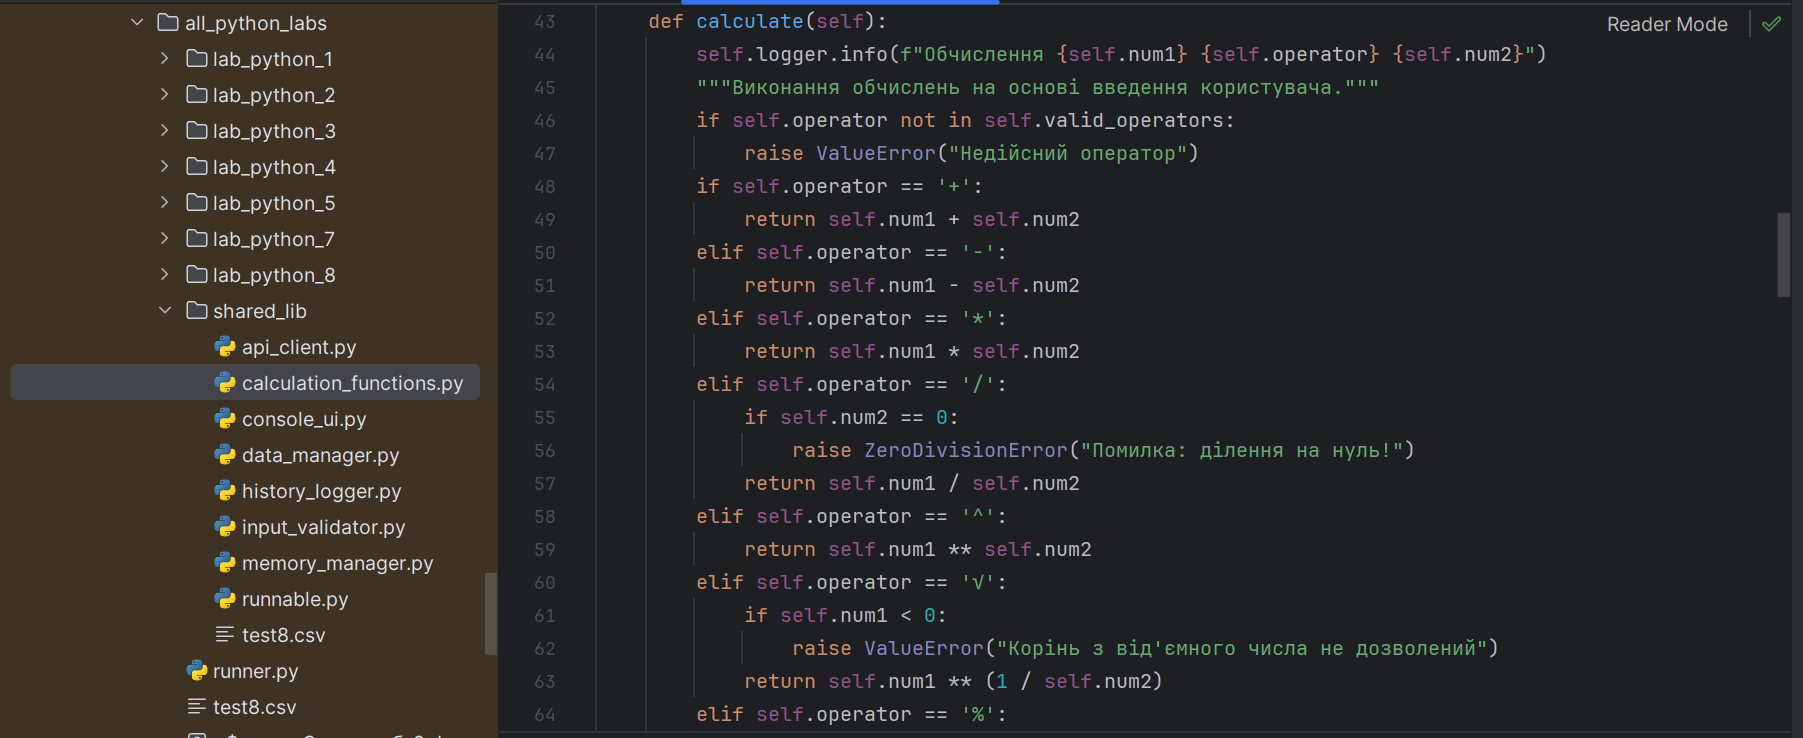 all_python_labs
lab_python_1
lab_python_2
lab_python_3
lab_python_4
lab_python_5
lab_python_7
lab_python_8
shared_lib
api_client.py
calculation_functions.py
console_ui.py
data_manager.py
history_logger.py
input_validator.py
memory_manager.py
runnable.py
test8.csv
runner.py
test8.csv
Reader Mode
43 def calculate(self):
44 self.logger.info(f"Обчислення {self.num1} {self.operator} {self.num2}")
45 """Виконання обчислень на основі введення користувача."""
46 if self.operator not in self.valid_operators:
47 raise ValueError("Недійсний оператор")
48 if self.operator == '+':
49 return self.num1 + self.num2
50 elif self.operator == '-':
51 return self.num1 - self.num2
52 elif self.operator == '*':
53 return self.num1 * self.num2
54 elif self.operator == '/':
55 if self.num2 == 0:
56 raise ZeroDivisionError("Помилка: ділення на нуль!")
57 return self.num1 / self.num2
58 elif self.operator == '^':
59 return self.num1 ** self.num2
60 elif self.operator == '√':
61 if self.num1 < 0:
62 raise ValueError("Корінь з від'ємного числа не дозволений")
63 return self.num1 ** (1 / self.num2)
64 elif self.operator == '%':